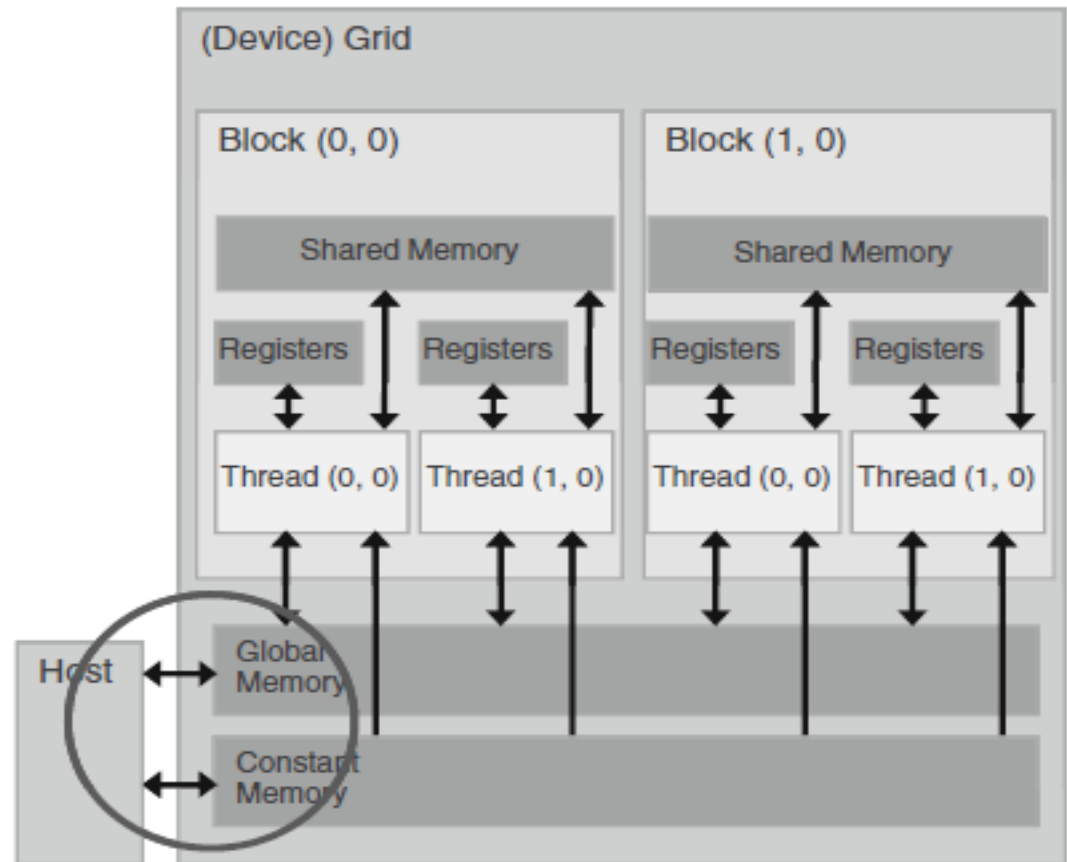 (Device) Grid
Block (0, 0)
Block (1, 0)
Shared Memory
Shared Memory
Registers
Registers
Registers
Registers
Thread (0, 0)
Thread (1, 0)
Thread (0, 0)
Thread (1, 0)
Host
Global
Memory
Constant
Memory